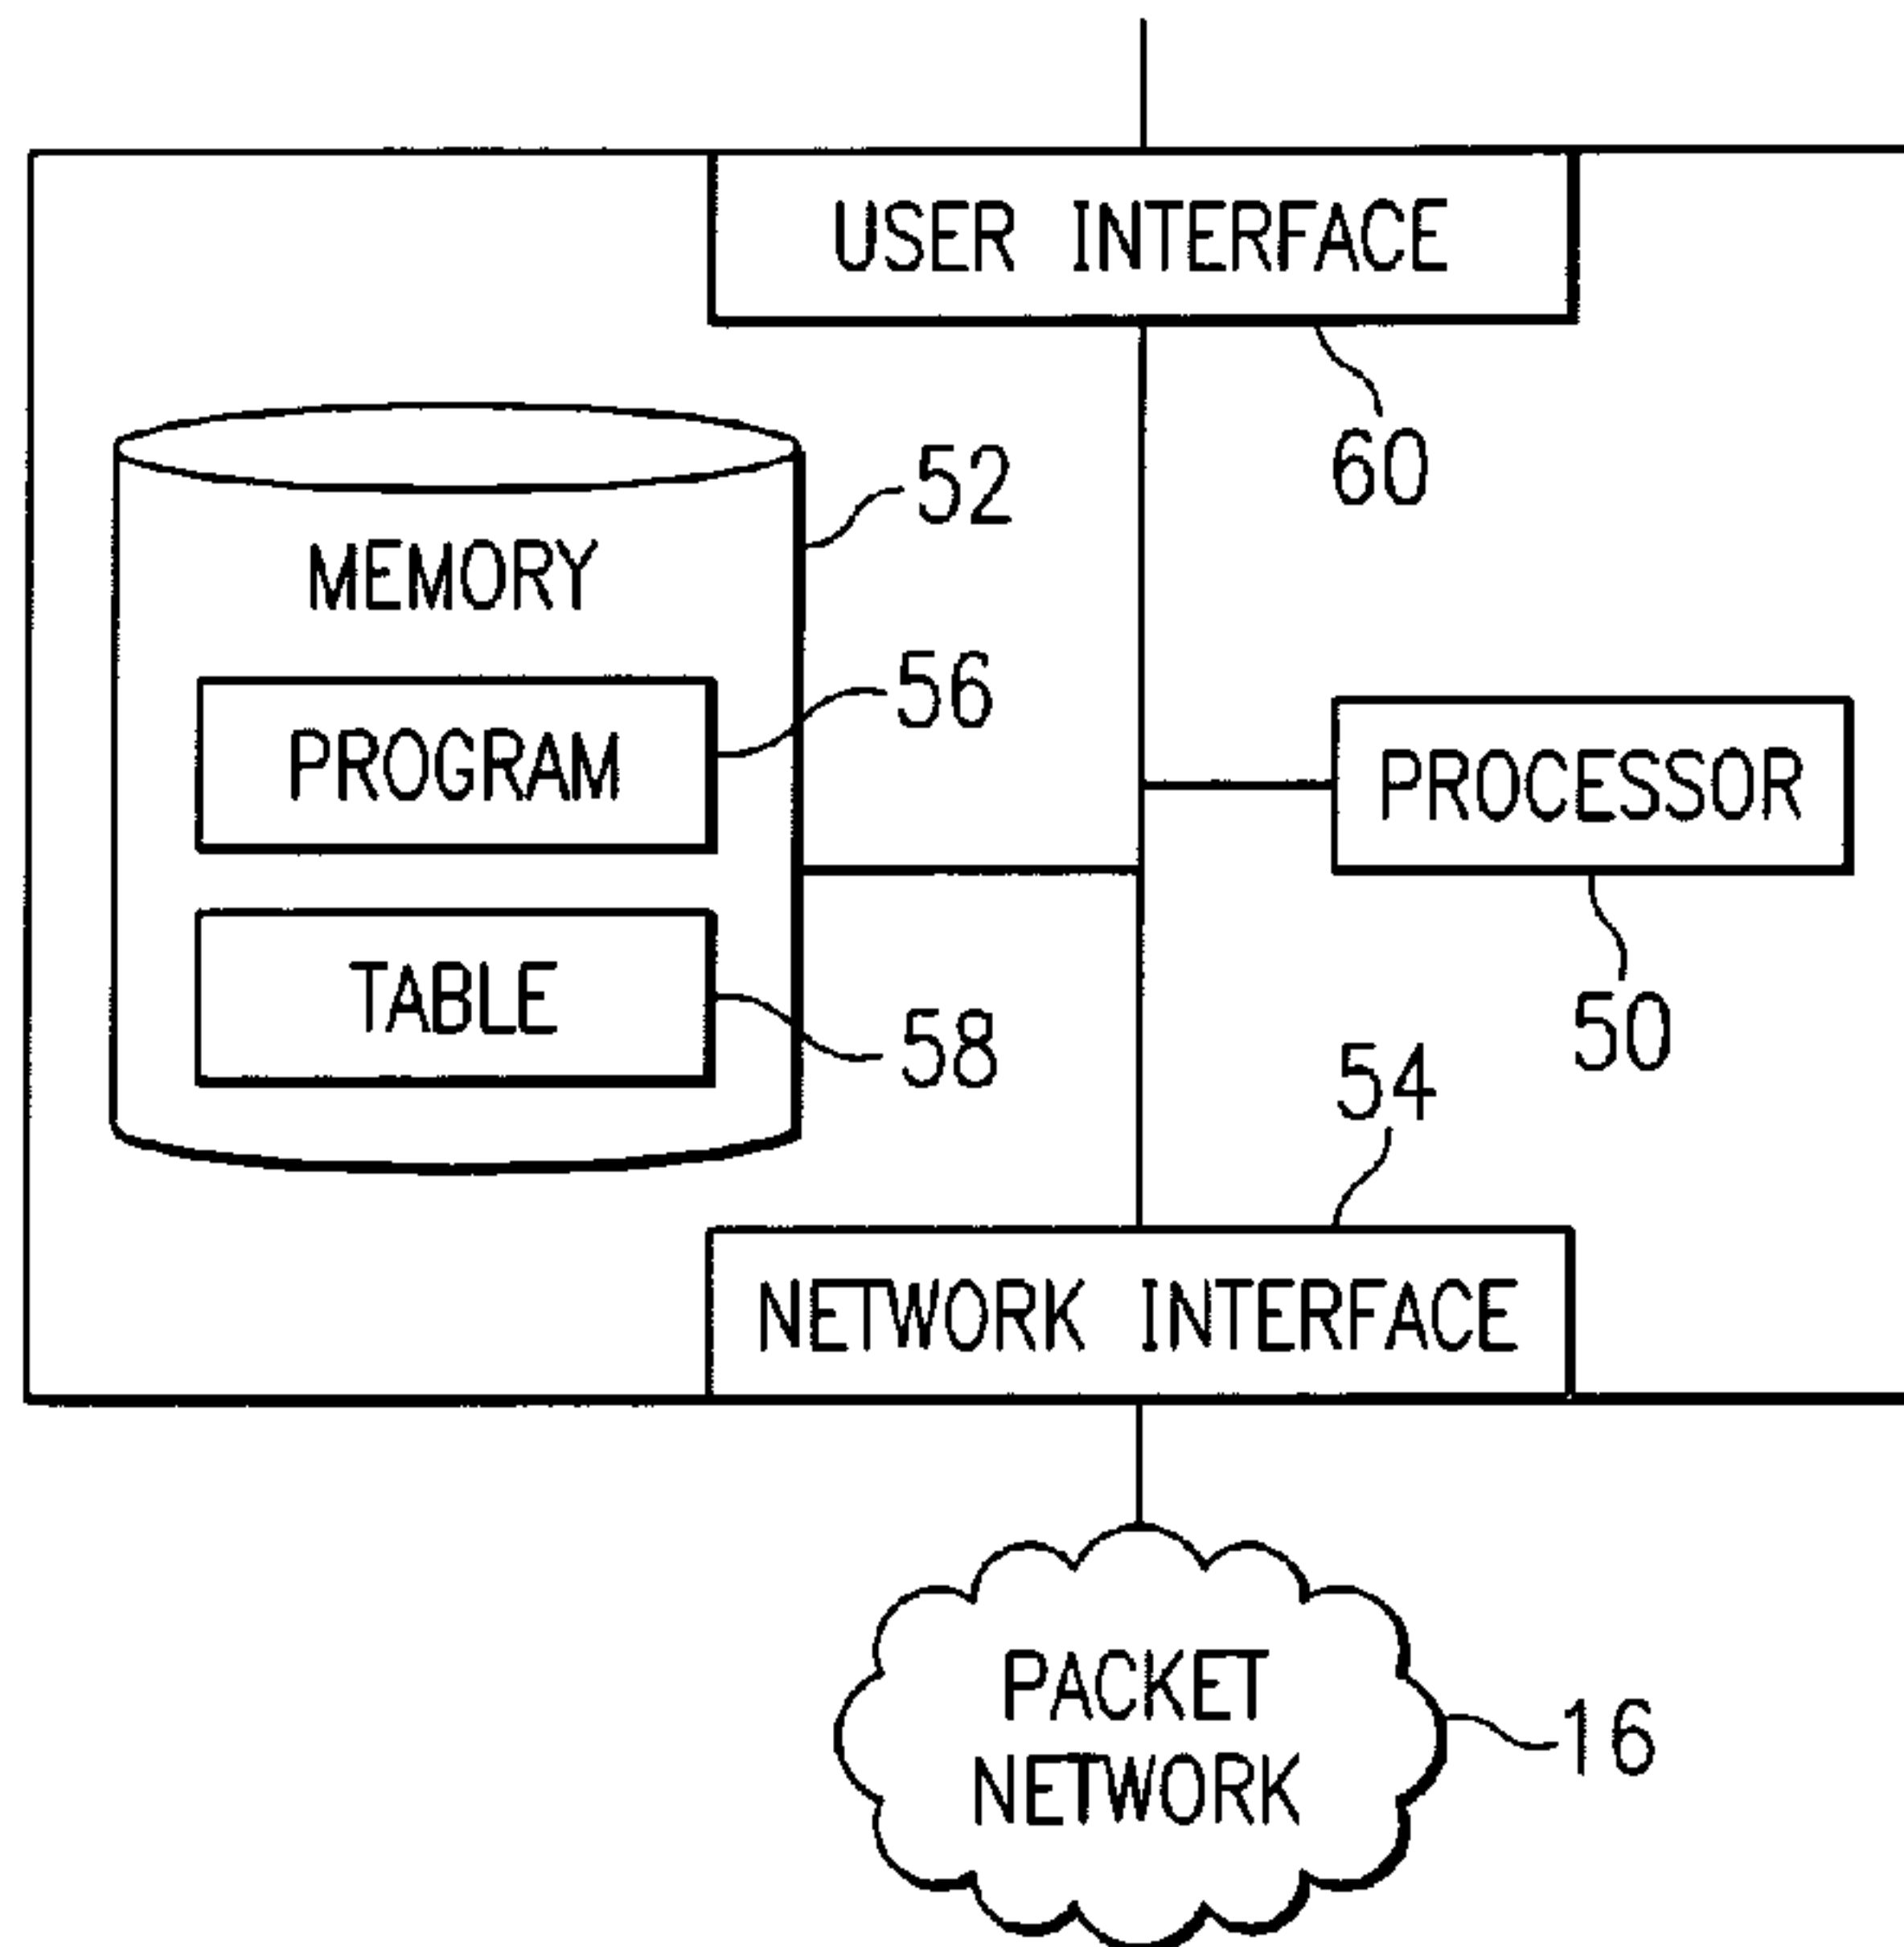 USER INTERFACE
60
52
MEMORY
56
PROGRAM
PROCESSOR
50
TABLE
58
54
NETWORK INTERFACE
PACKET
NETWORK
16